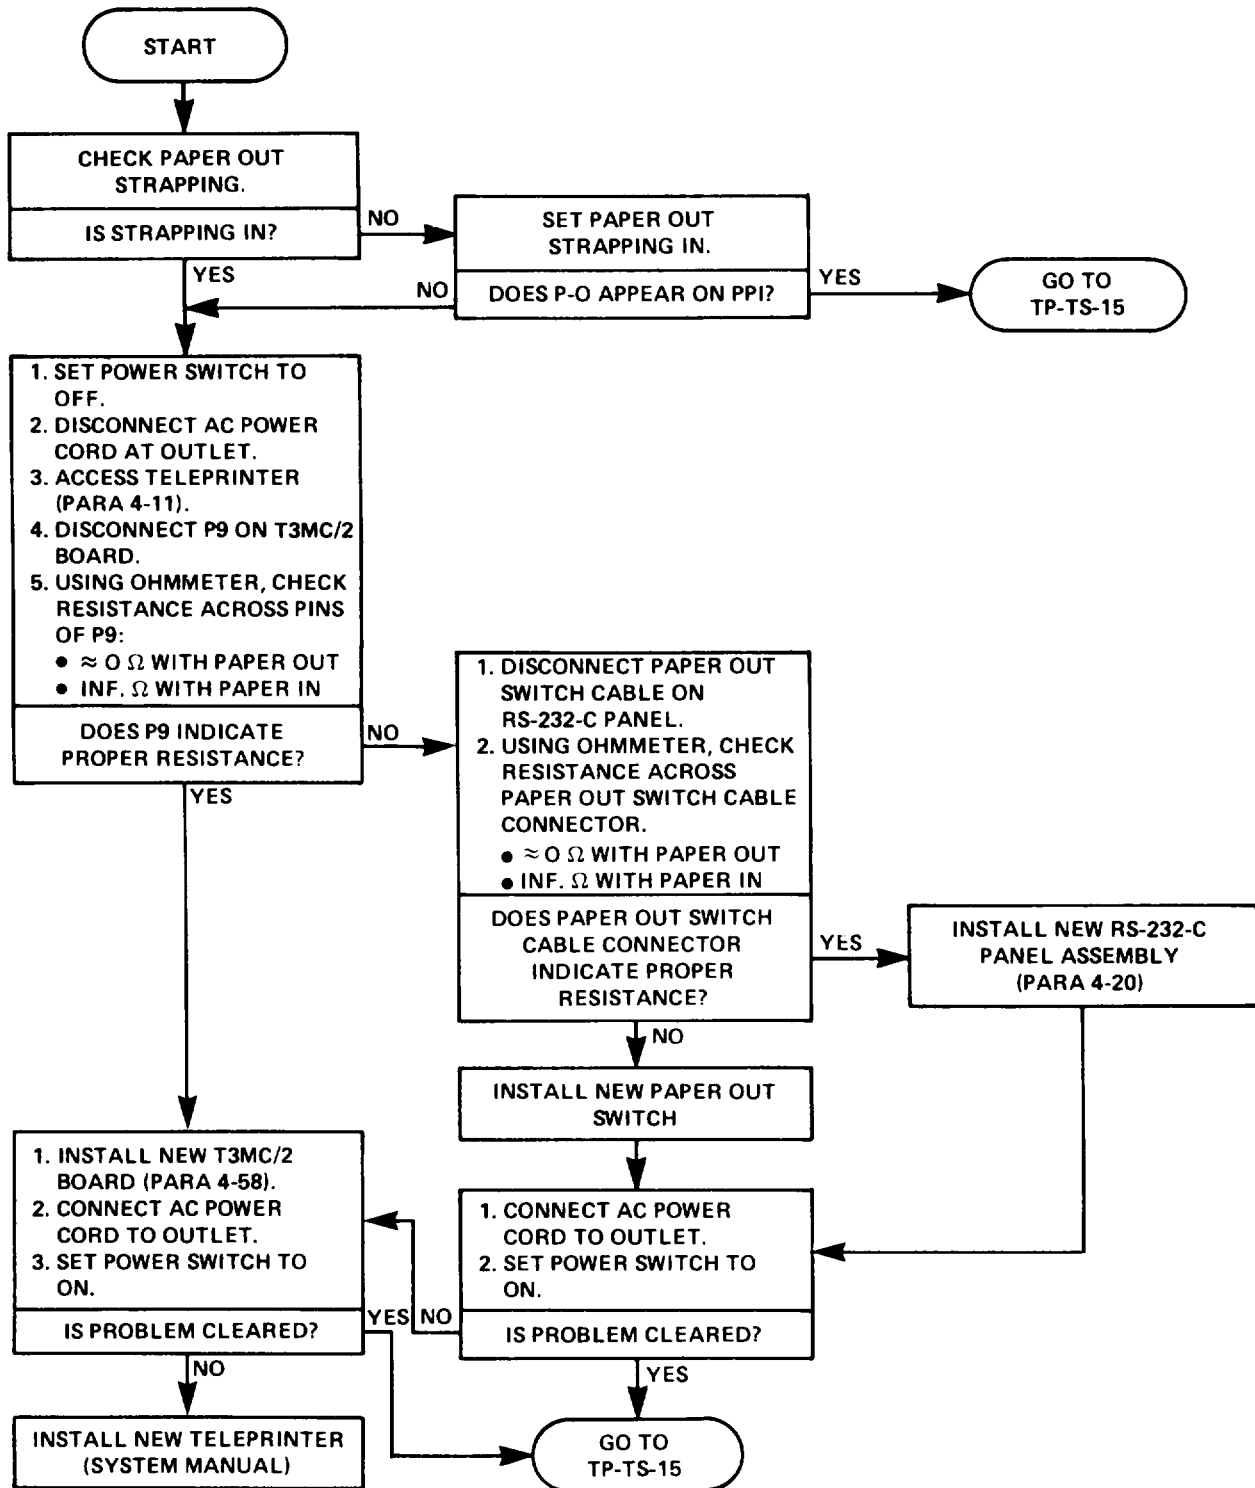 START
CHECK PAPER OUT
STRAPPING.
IS STRAPPING IN?
NO
YES
SET PAPER OUT
STRAPPING IN.
DOES P-O APPEAR ON PPI?
NO
YES
GO TO
TP-TS-15
1. SET POWER SWITCH TO
OFF.
2. DISCONNECT AC POWER
CORD AT OUTLET.
3. ACCESS TELEPRINTER
(PARA 4-11).
4. DISCONNECT P9 ON T3MC/2
BOARD.
5. USING OHMMETER, CHECK
RESISTANCE ACROSS PINS
OF P9:
● ≈ O Ω WITH PAPER OUT
● INF. Ω WITH PAPER IN
DOES P9 INDICATE
PROPER RESISTANCE?
NO
YES
1. DISCONNECT PAPER OUT
SWITCH CABLE ON
RS-232-C PANEL.
2. USING OHMMETER, CHECK
RESISTANCE ACROSS
PAPER OUT SWITCH CABLE
CONNECTOR.
● ≈ O Ω WITH PAPER OUT
● INF. Ω WITH PAPER IN
DOES PAPER OUT SWITCH
CABLE CONNECTOR
INDICATE PROPER
RESISTANCE?
YES
NO
INSTALL NEW RS-232-C
PANEL ASSEMBLY
(PARA 4-20)
INSTALL NEW PAPER OUT
SWITCH
1. INSTALL NEW T3MC/2
BOARD (PARA 4-58).
2. CONNECT AC POWER
CORD TO OUTLET.
3. SET POWER SWITCH TO
ON.
IS PROBLEM CLEARED?
YES
NO
1. CONNECT AC POWER
CORD TO OUTLET.
2. SET POWER SWITCH TO
ON.
IS PROBLEM CLEARED?
NO
YES
INSTALL NEW TELEPRINTER
(SYSTEM MANUAL)
GO TO
TP-TS-15